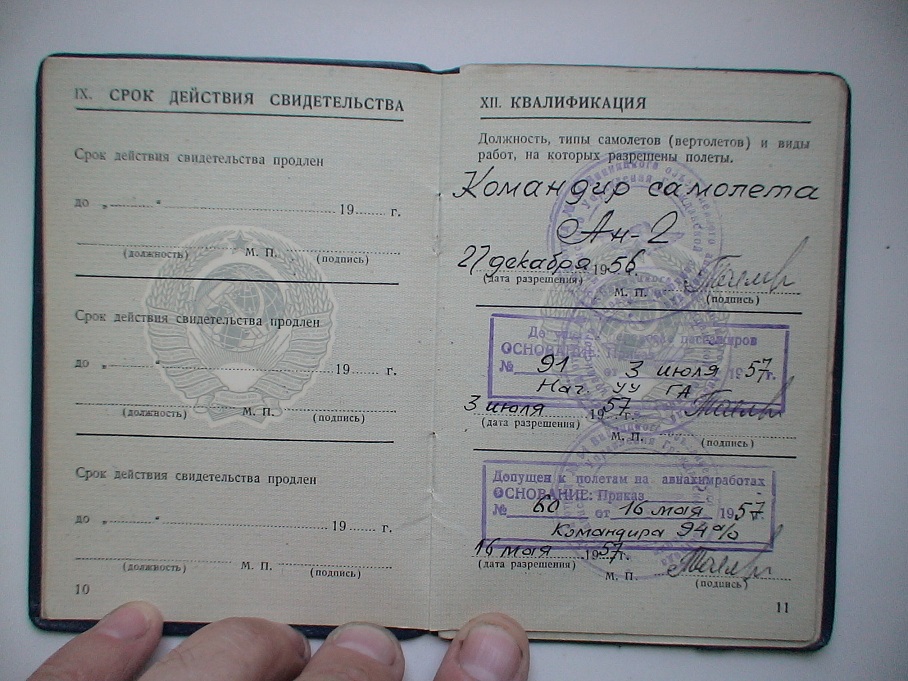 IX. СРОК ДЕЙСТВИЯ СВИДЕТЕЛЬСТВА
Срок действия свидетельства продлен
до „ “ 19 г.
М. П.
(должность) (подпись)
Срок действия свидетельства продлен
до „ “ 19 г.
М. П.
(должность) (подпись)
Срок действия свидетельства продлен
до „ “ 19 г.
М. П.
(должность) (подпись)
10
XII. КВАЛИФИКАЦИЯ
Должность, типы самолетов (вертолетов) и виды
работ, на которых разрешены полеты.
Командир самолета
Ан-2
27 декабря 1956
(дата разрешения) М. П. (подпись)
пассажиров
ОСНОВАНИЕ:
№ 91 3 июля 1957г.
Нач УУ ГА
3 июля 1957г.
(дата разрешения) М. П. (подпись)
Допущен к полетам на авиахимработах
ОСНОВАНИЕ: Приказ
№ 60 от 16 мая 1957
Командира
16 мая 1957г.
(дата разрешения) М. П. (подпись)
11